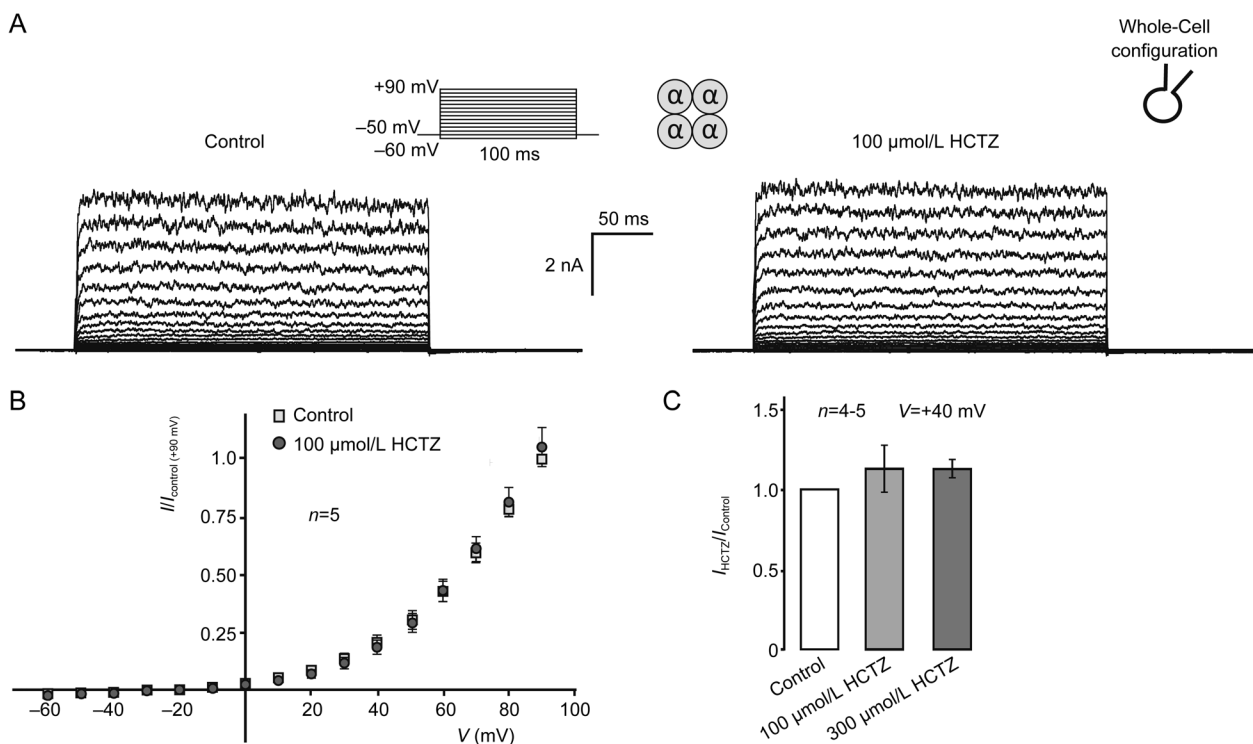 A
Whole-Cell
configuration
+90 mV
–50 mV
–60 mV
100 ms
α α
α α
Control
100 µmol/L HCTZ
50 ms
2 nA
B
Control
100 µmol/L HCTZ
I/Icontrol (+90 mV)
n=5
1.0
0.75
0.50
0.25
–60 –40 –20 20 40 60 80 100
V (mV)
C
n=4-5 V=+40 mV
IHCTZ/IControl
1.5
1.0
0.5
0
Control
100 µmol/L HCTZ
300 µmol/L HCTZ